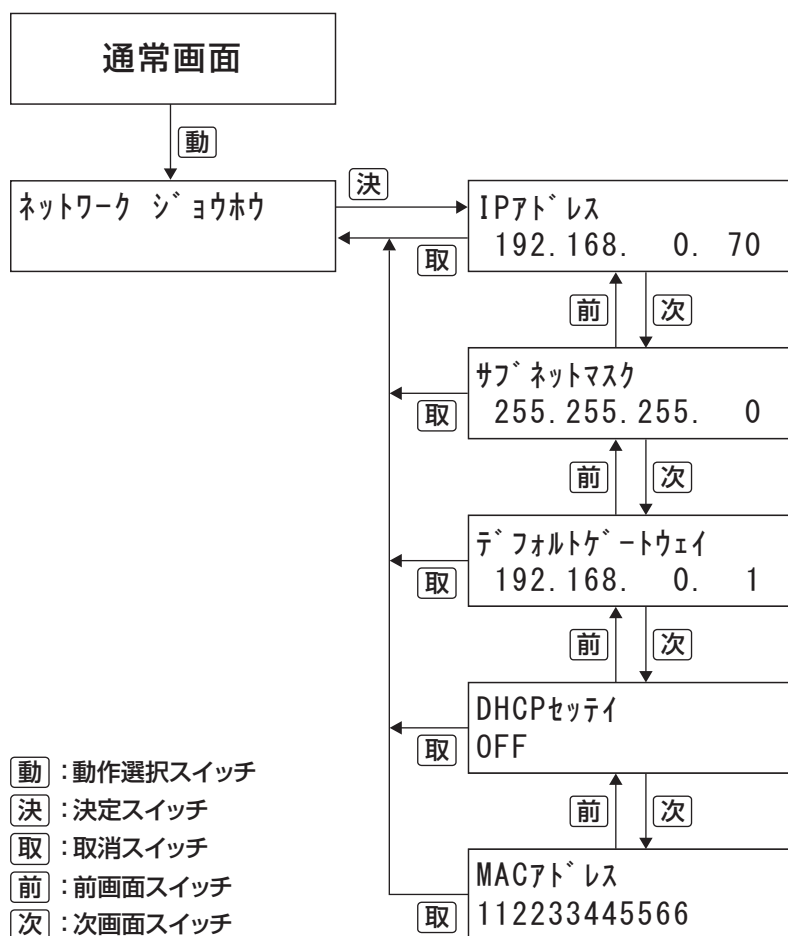 通常画面
動
ﾈｯﾄﾜｰｸ ｼﾞｮｳﾎｳ
決
取
IPｱﾄﾞﾚｽ
192.168.  0. 70
前 次
ｻﾌﾞﾈｯﾄﾏｽｸ
255.255.255.  0
取
前 次
ﾃﾞﾌｫﾙﾄｹﾞｰﾄｳｪｲ
192.168.  0.  1
取
前 次
DHCPｾｯﾃｲ
OFF
取
前 次
MACｱﾄﾞﾚｽ
112233445566
取
動：動作選択スイッチ
決：決定スイッチ
取：取消スイッチ
前：前画面スイッチ
次：次画面スイッチ